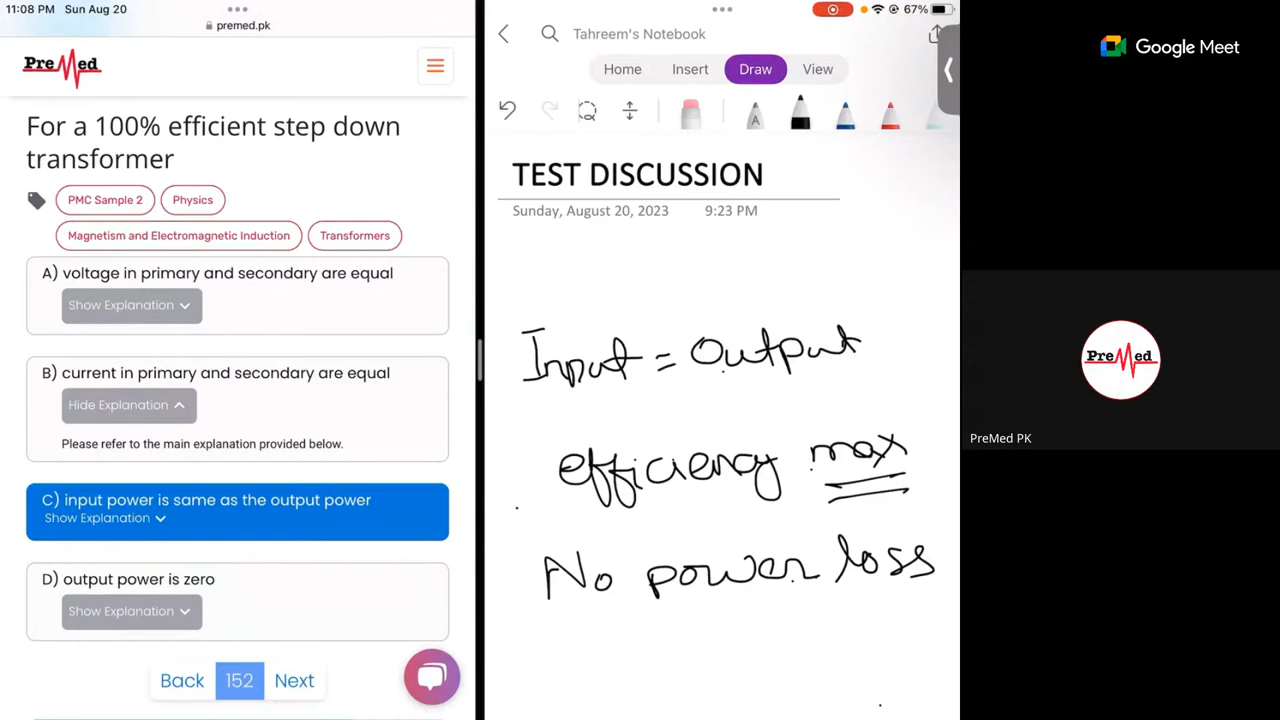 11:08 PM Sun Aug 20
premed.pk
PreMed
For a 100% efficient step down
transformer
PMC Sample 2
Physics
Magnetism and Electromagnetic Induction
Transformers
A) voltage in primary and secondary are equal
Show Explanation
B) current in primary and secondary are equal
Hide Explanation
Please refer to the main explanation provided below.
C) input power is same as the output power
Show Explanation
D) output power is zero
Show Explanation
Back 152 Next
67%
Tahreem's Notebook
Home Insert Draw View
A
TEST DISCUSSION
Sunday, August 20, 2023 9:23 PM
Input = Output
efficiency max
No power loss
Google Meet
PreMed
PreMed PK